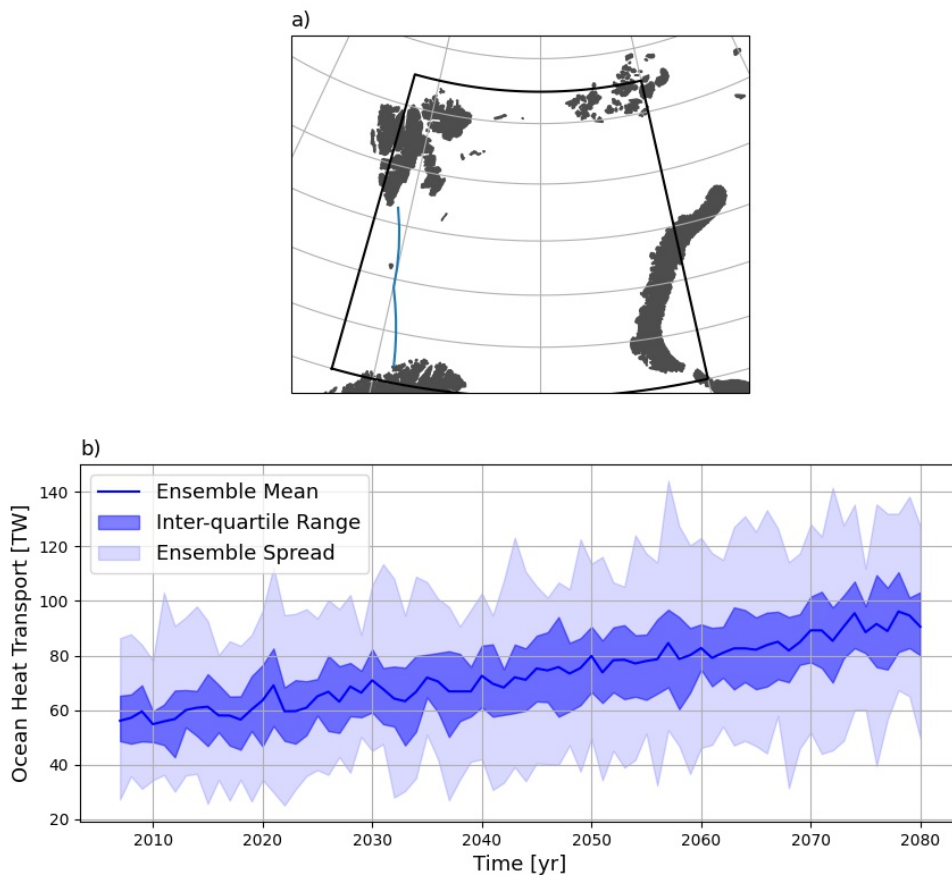 a)
b)
Ensemble Mean
Inter-quartile Range
Ensemble Spread
Ocean Heat Transport [TW]
140
120
100
80
60
40
20
2010 2020 2030 2040 2050 2060 2070 2080
Time [yr]